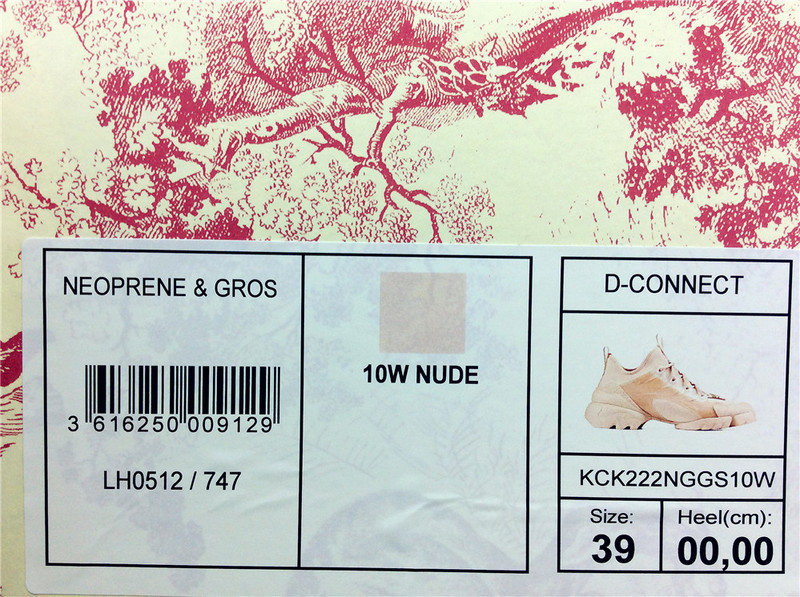 NEOPRENE & GROS
3 616250 009129
LH0512 / 747
10W NUDE
D-CONNECT
KCK222NGGS10W
Size:
39
Heel(cm):
00,00